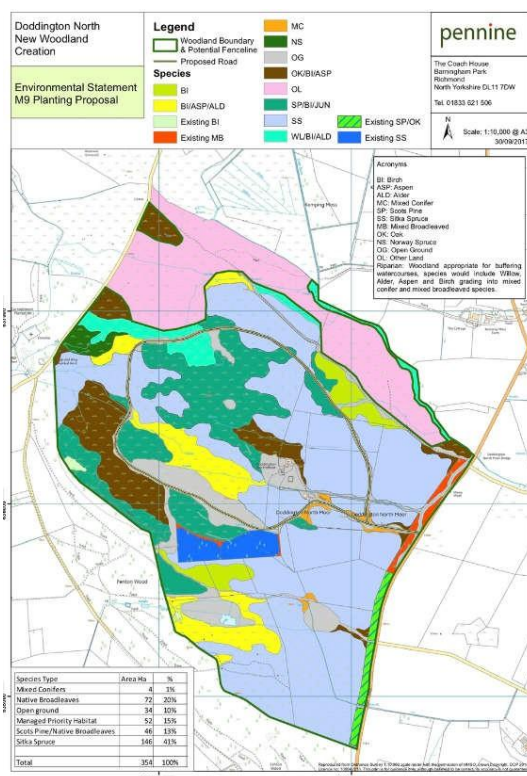 Doddington North
New Woodland
Creation
Environmental Statement
M9 Planting Proposal
Legend
Woodland Boundary
& Potential Fenceline
Proposed Road
Species
BI
BI/ASP/ALD
Existing BI
Existing MB
MC
NS
OG
OK/BI/ASP
OL
SP/BI/JUN
SS
WL/BI/ALD
Existing SP/OK
Existing SS
pennine
The Coach House
Barningham Park
Richmond
North Yorkshire DL11 7DW
Tel. 01833 621 506
N
Scale: 1:10,000 @ A3
30/09/2017
Acronyms
BI: Birch
ASP: Aspen
ALD: Alder
MC: Mixed Conifer
SP: Scots Pine
SS: Sitka Spruce
MB: Mixed Broadleaved
OK: Oak
NS: Norway Spruce
OG: Open Ground
OL: Other Land
Riparian: Woodland appropriate for buffering
watercourses, species would include Willow,
Alder, Aspen and Birch grading into mixed
conifer and mixed broadleaved species.
Doddington North Moor
Fenton Wood
Species Type Area Ha %
Mixed Conifers 4 1%
Native Broadleaves 72 20%
Open ground 34 10%
Managed Priority Habitat 52 15%
Scots Pine/Native Broadleaves 46 13%
Sitka Spruce 146 41%
Total 354 100%